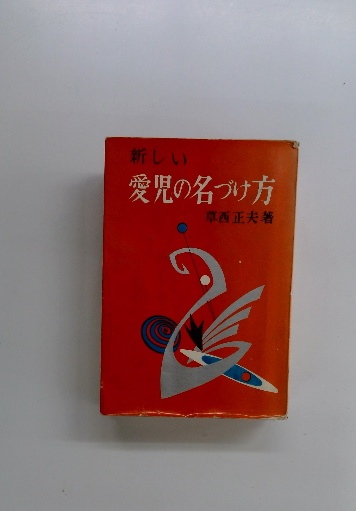 新しい
愛児の名づけ方
草西正夫著